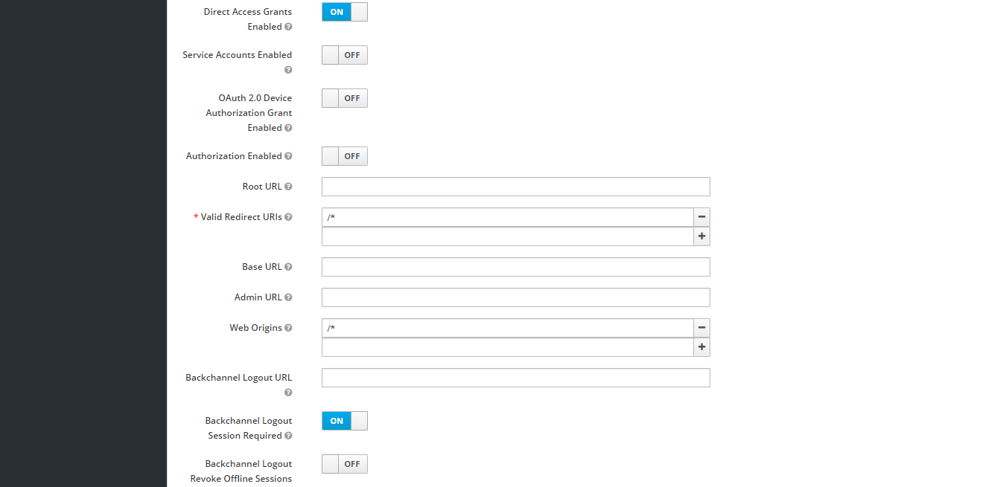 Direct Access Grants
Enabled
ON
Service Accounts Enabled
OFF
OAuth 2.0 Device
Authorization Grant
Enabled
OFF
Authorization Enabled
OFF
Root URL
* Valid Redirect URIs
/*
Base URL
Admin URL
Web Origins
/*
Backchannel Logout URL
Backchannel Logout
Session Required
ON
Backchannel Logout
Revoke Offline Sessions
OFF